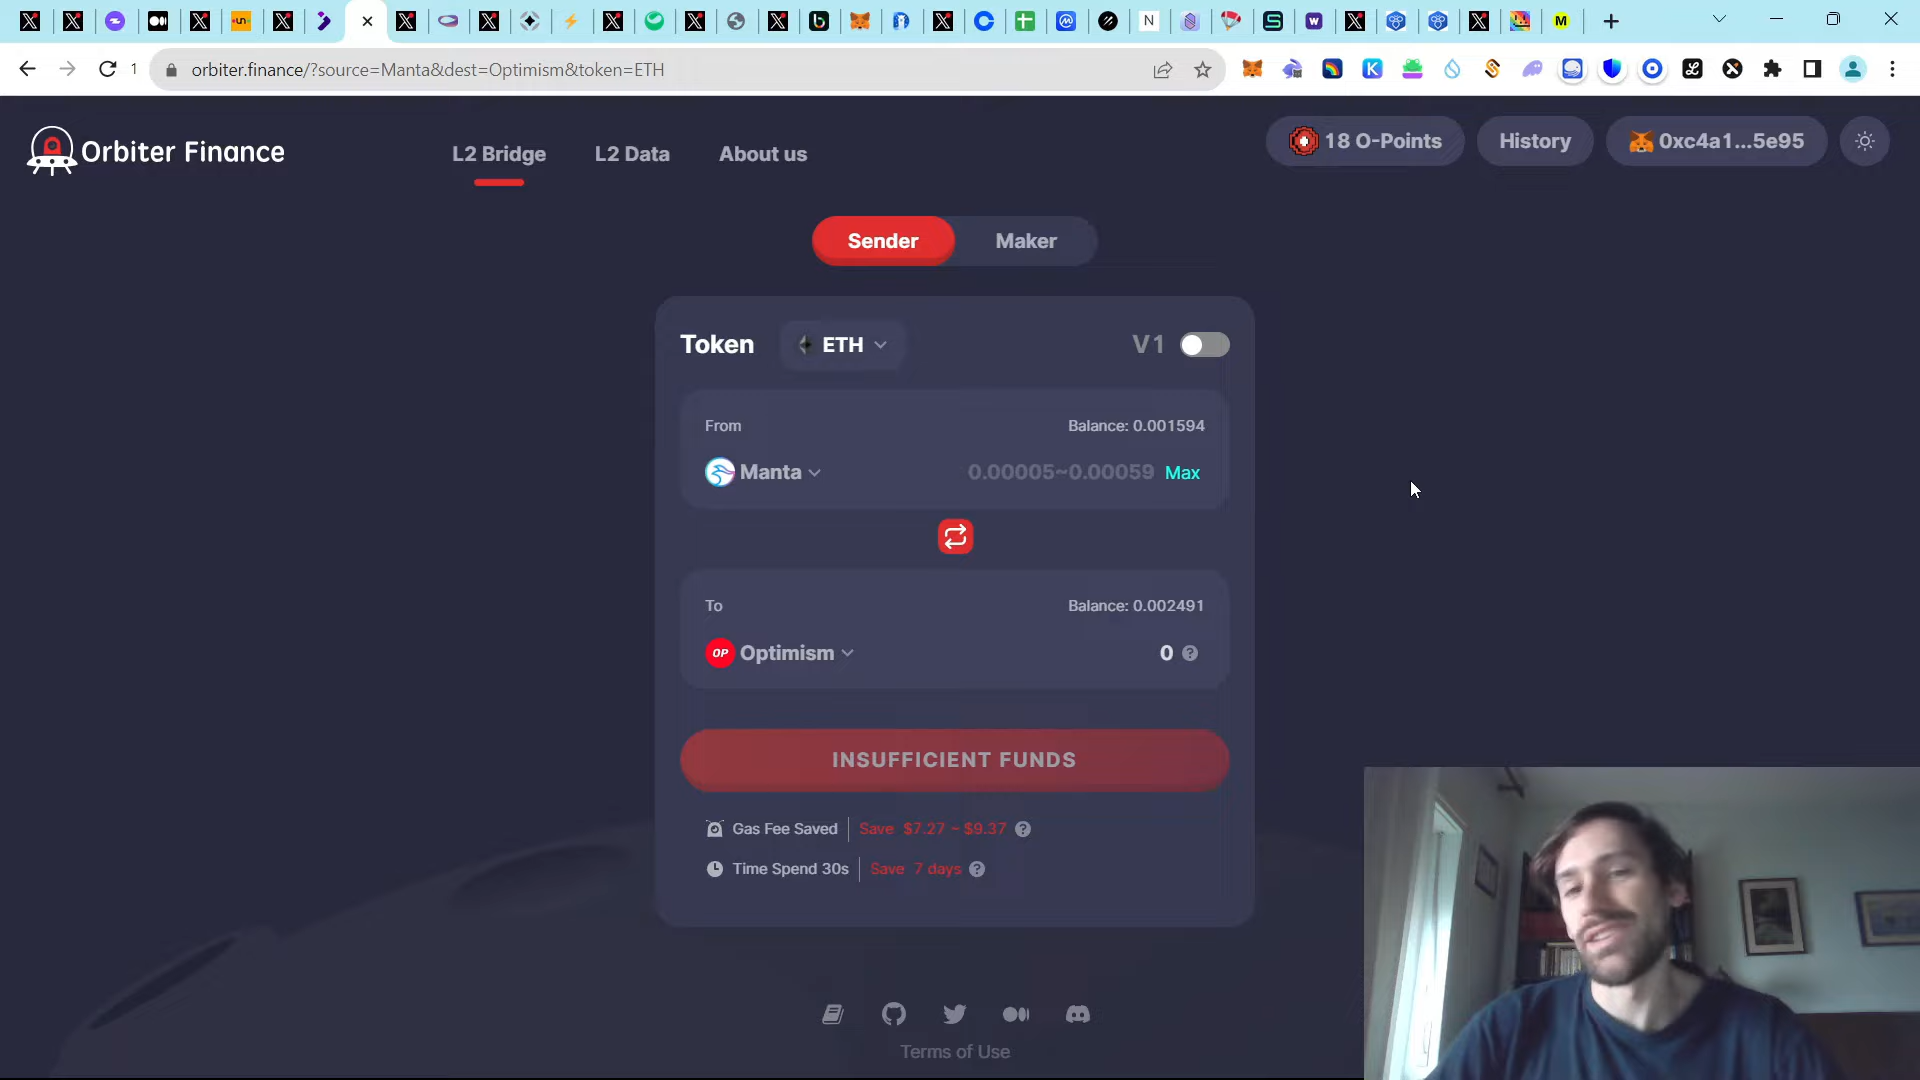 1
orbiter.finance/?source=Manta&dest=Optimism&token=ETH
Orbiter Finance
L2 Bridge
L2 Data
About us
18 O-Points
History
0xc4a1...5e95
Sender
Maker
Token
ETH
V1
From
Balance: 0.001594
Manta
0.00005~0.00059
Max
To
Balance: 0.002491
OP
Optimism
0
INSUFFICIENT FUNDS
Gas Fee Saved
Save $7.27 ~ $9.37
Time Spend 30s
Save 7 days
Terms of Use